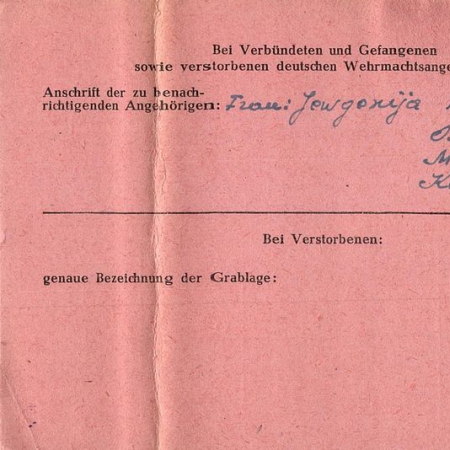 Bei Verbündeten und Gefangenen
sowie verstorbenen deutschen Wehrmachtsange
Anschrift der zu benach-
richtigenden Angehörigen: Frau: Jewgenija
Bei Verstorbenen:
genaue Bezeichnung der Grablage: